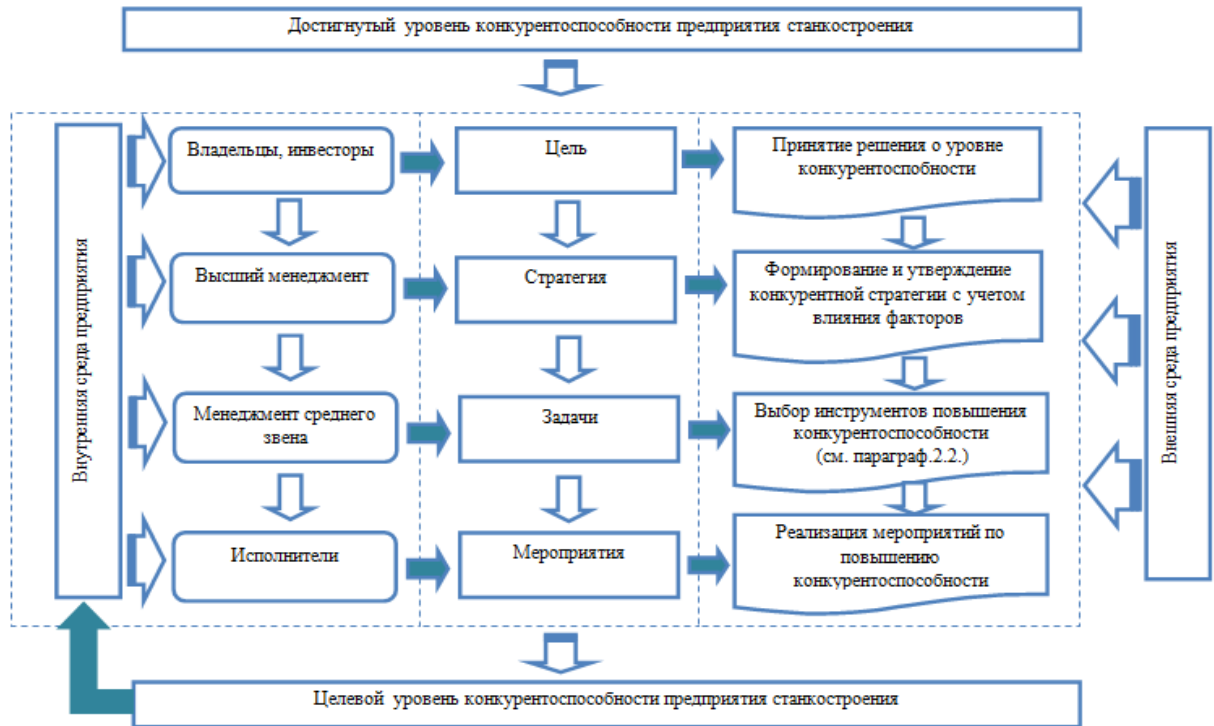 Достигнутый уровень конкурентоспособности предприятия станкостроения
Внутренняя среда предприятия
Владельцы, инвесторы
Цель
Принятие решения о уровне
конкурентоспобности
Внешняя среда предприятия
Высший менеджмент
Стратегия
Формирование и утверждение
конкурентной стратегии с учетом
влияния факторов
Менеджмент среднего
звена
Задачи
Выбор инструментов повышения
конкурентоспособности
(см. параграф.2.2.)
Исполнители
Мероприятия
Реализация мероприятий по
повышению
конкурентоспособности
Целевой уровень конкурентоспособности предприятия станкостроения